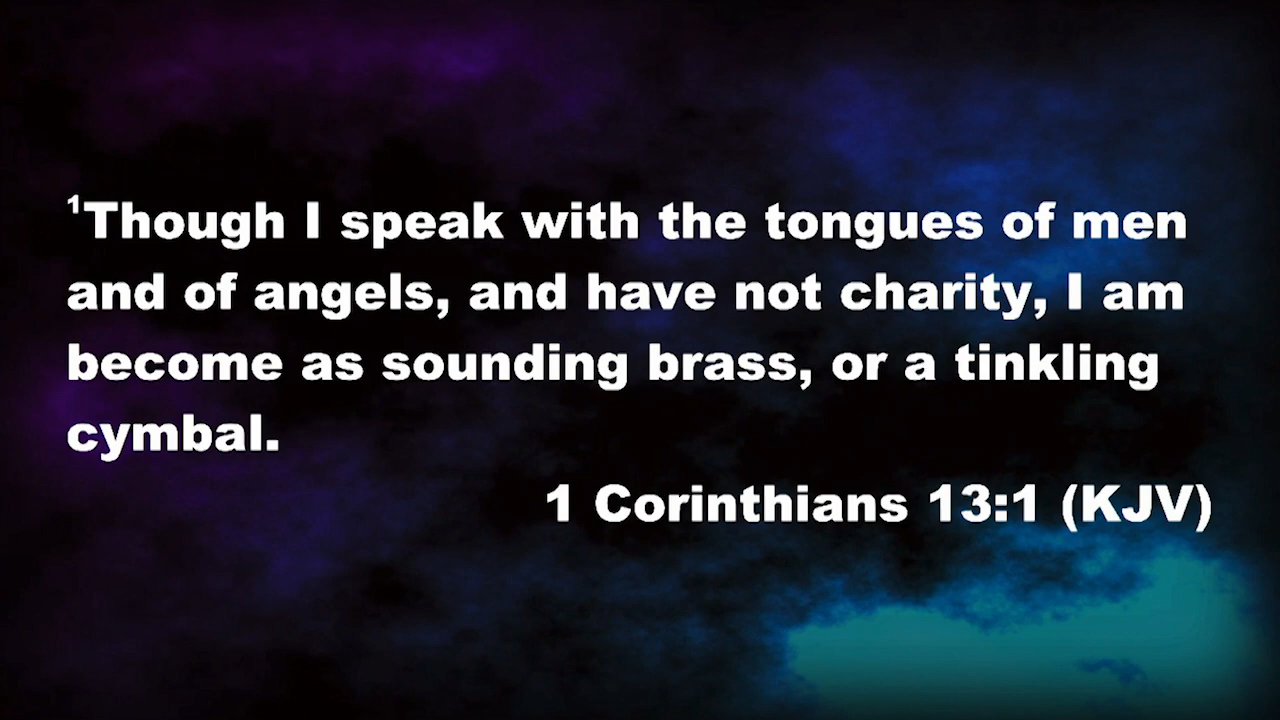 ¹Though I speak with the tongues of men
and of angels, and have not charity, I am
become as sounding brass, or a tinkling
cymbal.
1 Corinthians 13:1 (KJV)